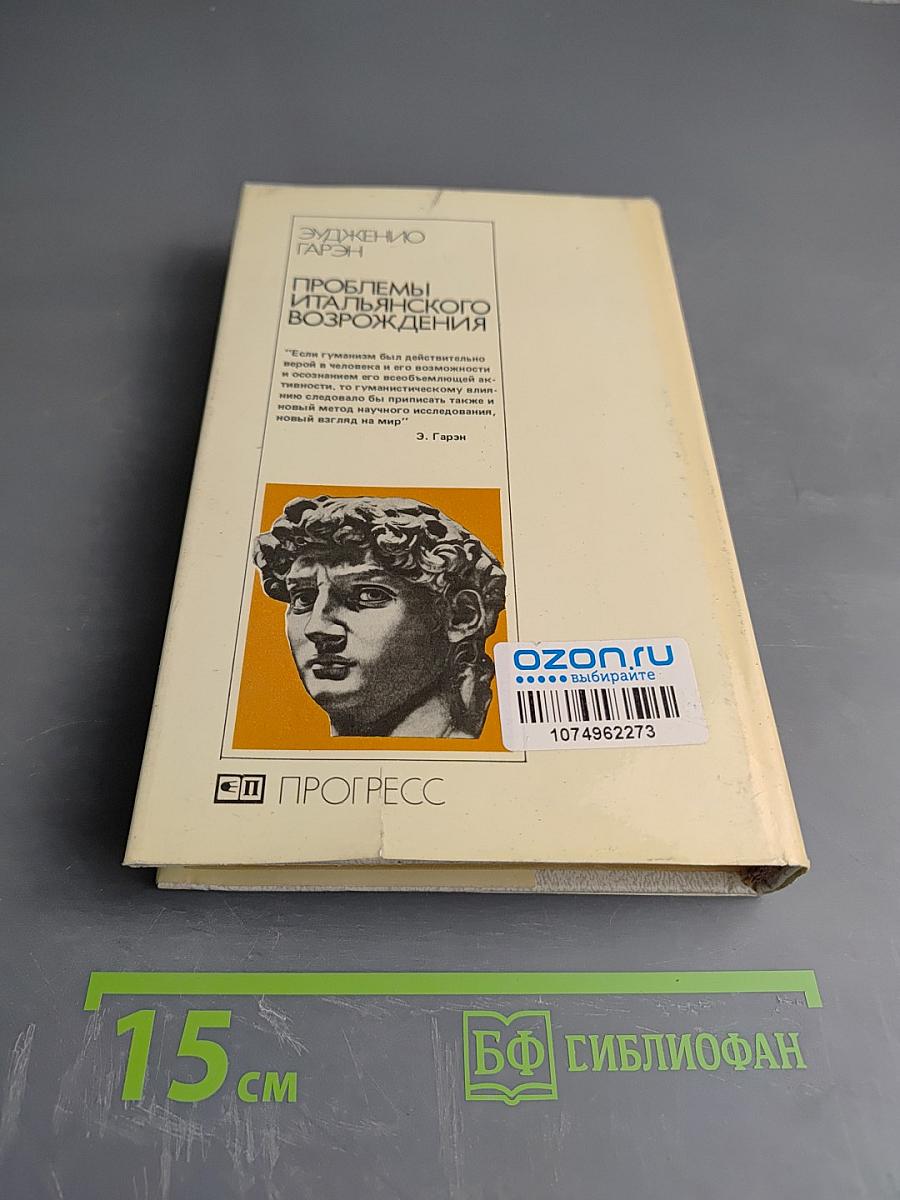 ЭУДЖЕНИО
ГАРЭН
ПРОБЛЕМЫ
ИТАЛЬЯНСКОГО
ВОЗРОЖДЕНИЯ
"Если гуманизм был действительно
верой в человека и его возможности
и осознанием его всеобъемлющей ак-
тивности, то гуманистическому влия-
нию следовало бы приписать также и
новый метод научного исследования,
новый взгляд на мир"
Э. Гарэн
ozon.ru
выбирайте
1074962273
П ПРОГРЕСС
15 см
БФ БИБЛИОФАН